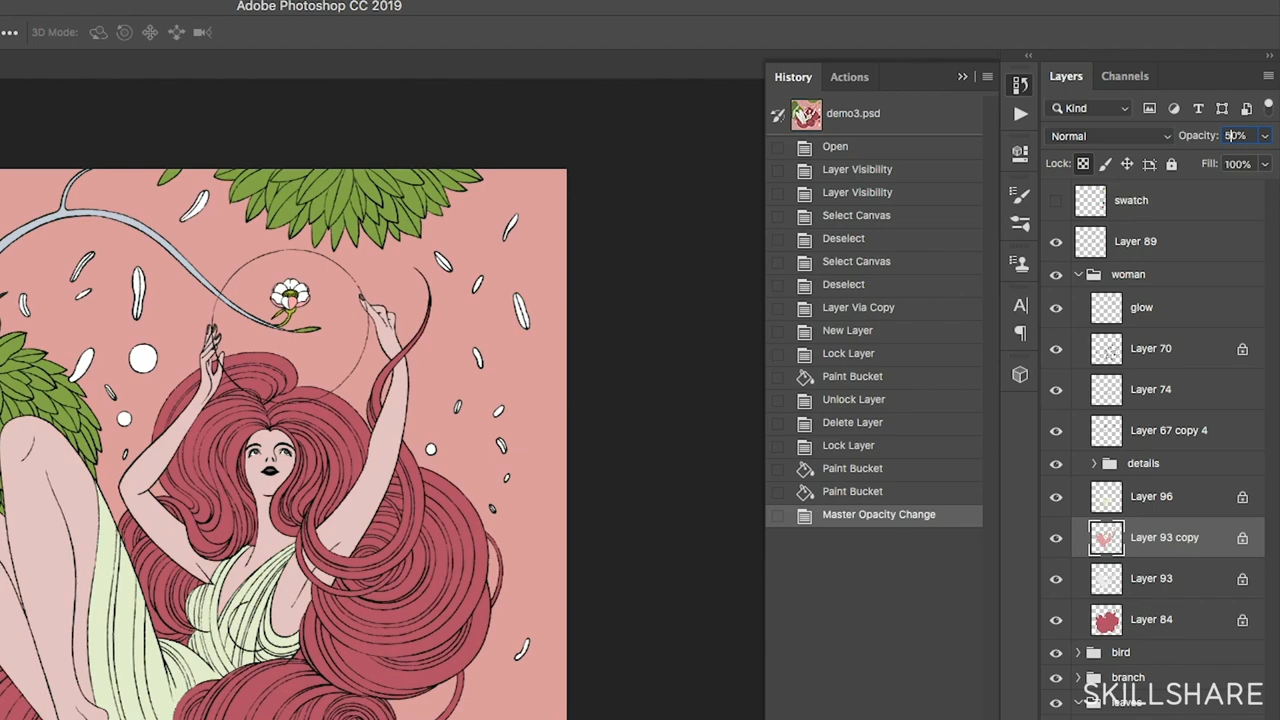 Adobe Photoshop CC 2019
3D Mode:
History
Actions
demo3.psd
Open
Layer Visibility
Layer Visibility
Select Canvas
Deselect
Select Canvas
Deselect
Layer Via Copy
New Layer
Lock Layer
Paint Bucket
Unlock Layer
Delete Layer
Lock Layer
Paint Bucket
Paint Bucket
Master Opacity Change
Layers
Channels
Kind
Normal
Opacity: 50%
Lock:
Fill: 100%
swatch
Layer 89
woman
glow
Layer 70
Layer 74
Layer 67 copy 4
details
Layer 96
Layer 93 copy
Layer 93
Layer 84
bird
branch
leaves
SKILLSHARE